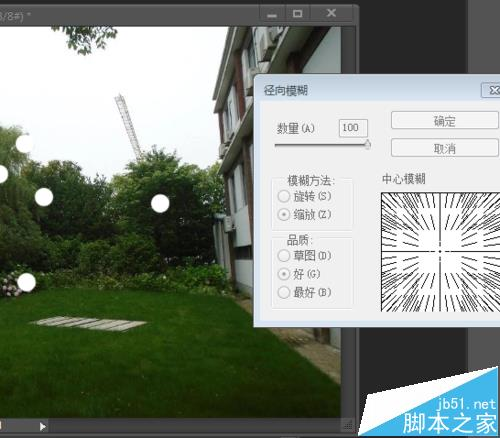 /8#) *
径向模糊
数量(A)
100
确定
取消
模糊方法:
旋转(S)
缩放(Z)
中心模糊
品质:
草图(D)
好(G)
最好(B)
jb51.net
脚本之家